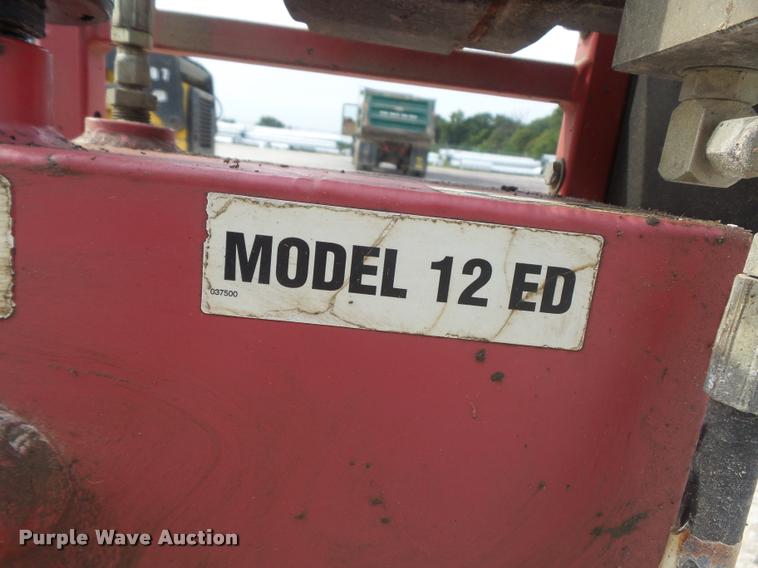 MODEL 12 ED
037500
Purple Wave Auction